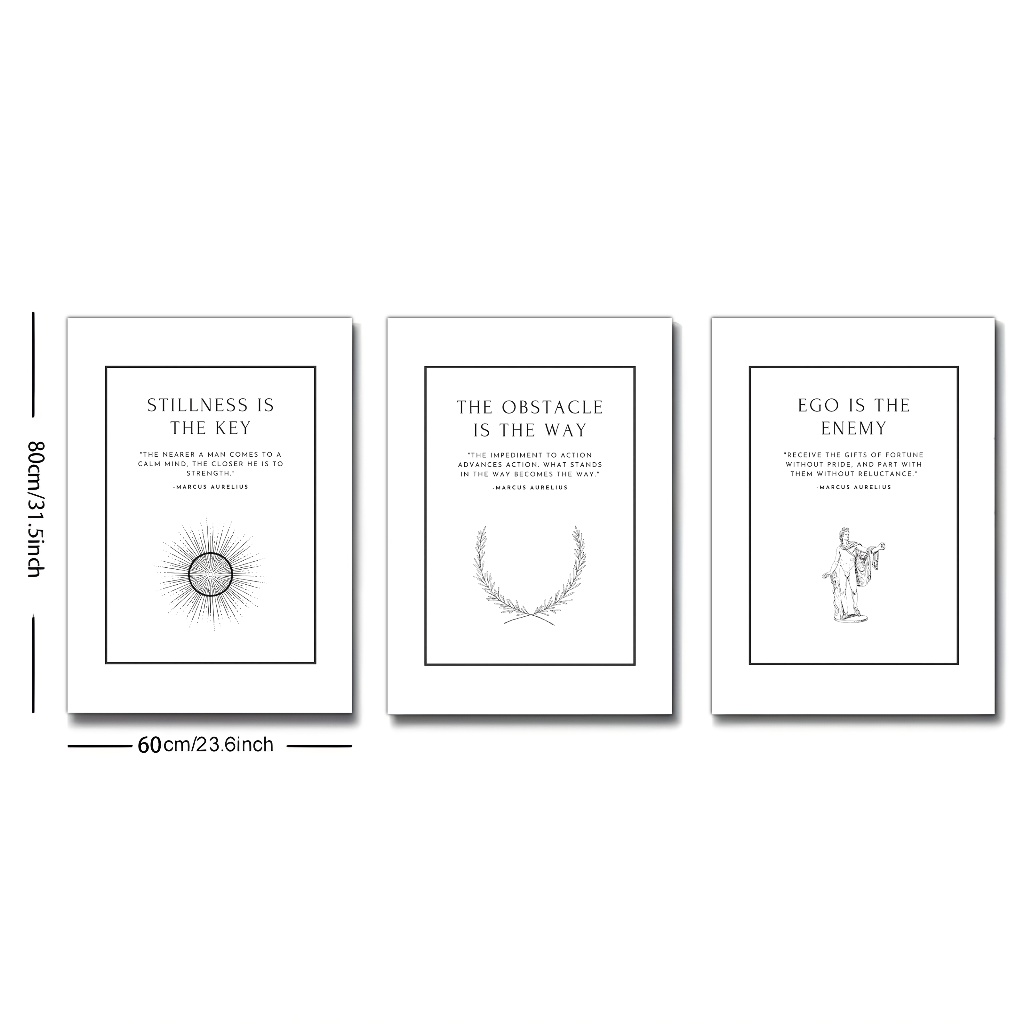 STILLNESS IS
THE KEY
"THE NEARER A MAN COMES TO A
CALM MIND, THE CLOSER HE IS TO
STRENGTH."
-MARCUS AURELIUS
THE OBSTACLE
IS THE WAY
"THE IMPEDIMENT TO ACTION
ADVANCES ACTION. WHAT STANDS
IN THE WAY BECOMES THE WAY."
-MARCUS AURELIUS
EGO IS THE
ENEMY
"RECEIVE THE GIFTS OF FORTUNE
WITHOUT PRIDE, AND PART WITH
THEM WITHOUT RELUCTANCE."
-MARCUS AURELIUS
80cm/31.5inch
60cm/23.6inch